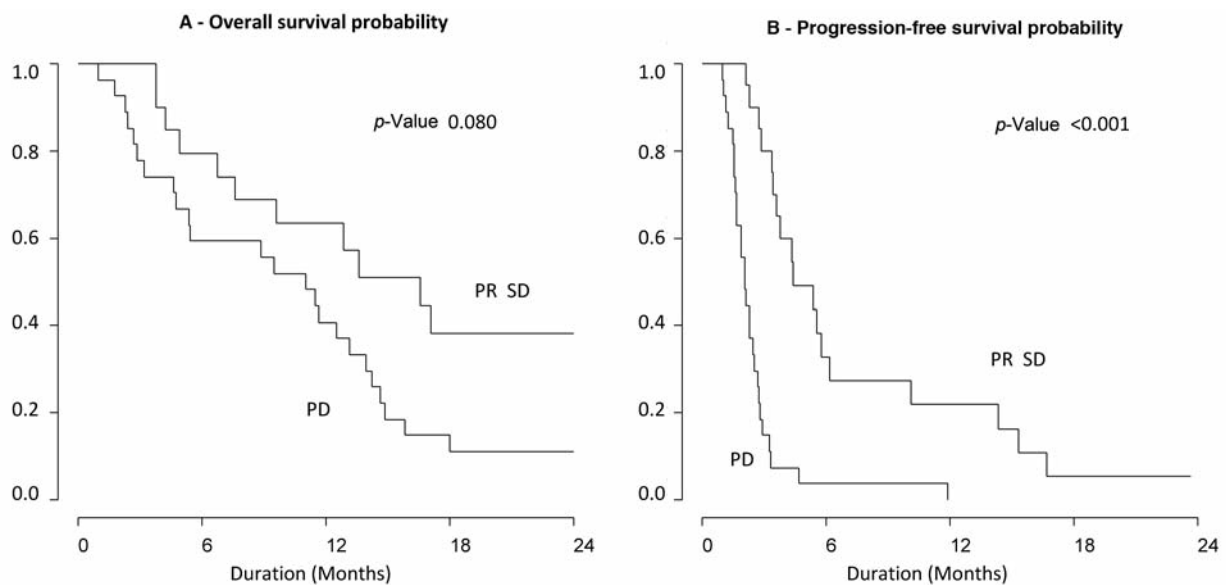 A - Overall survival probability
1.0
0.8
0.6
0.4
0.2
0.0
p-Value 0.080
PR SD
PD
0 6 12 18 24
Duration (Months)
B - Progression-free survival probability
1.0
0.8
0.6
0.4
0.2
0.0
p-Value <0.001
PR SD
PD
0 6 12 18 24
Duration (Months)